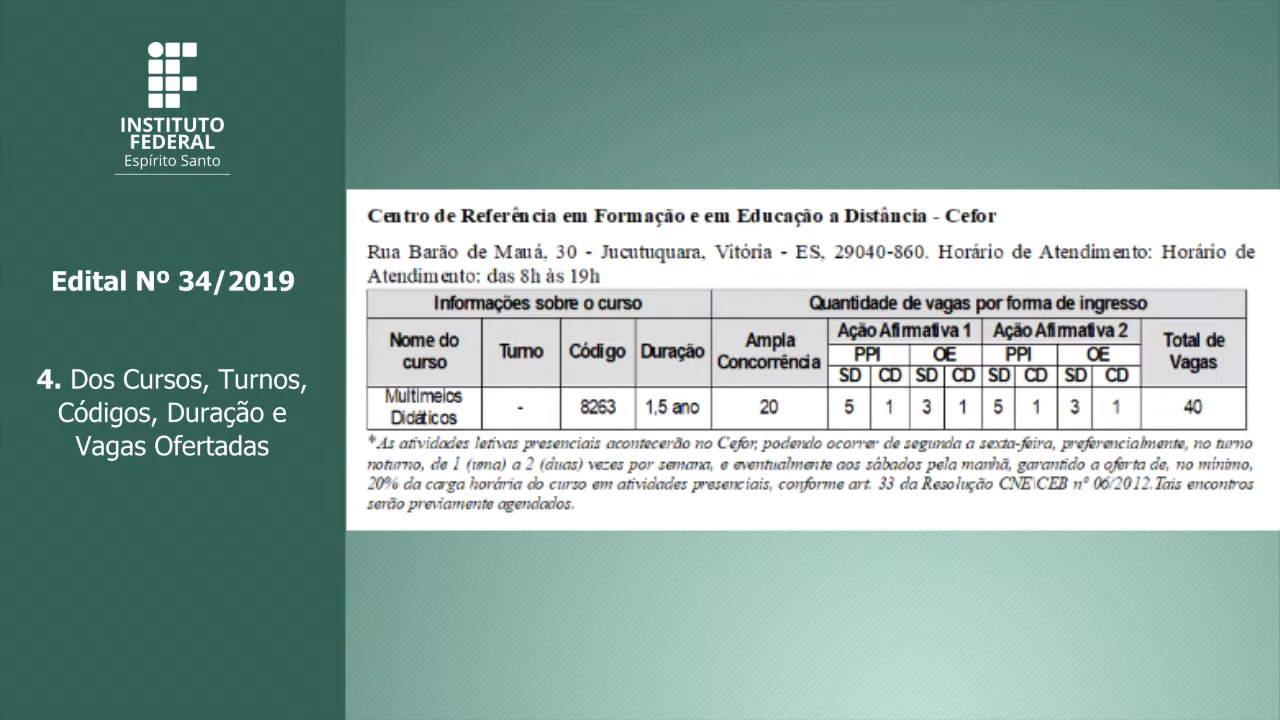 INSTITUTO
FEDERAL
Espírito Santo
Edital Nº 34/2019
4. Dos Cursos, Turnos,
Códigos, Duração e
Vagas Ofertadas
Centro de Referência em Formação e em Educação a Distância - Cefor
Rua Barão de Mauá, 30 - Jucutuquara, Vitória - ES, 29040-860. Horário de Atendimento: Horário de
Atendimento: das 8h às 19h
Informações sobre o curso Quantidade de vagas por forma de ingresso
Nome do curso Turno Código Duração Ampla Concorrência Ação Afirmativa 1 Ação Afirmativa 2 Total de Vagas
PPI OE PPI OE
SD CD SD CD SD CD SD CD
Multimeios Didáticos - 8263 1,5 ano 20 5 1 3 1 5 1 3 1 40
*As atividades letivas presenciais acontecerão no Cefor, podendo ocorrer de segunda a sexta-feira, preferencialmente, no turno
noturno, de 1 (uma) a 2 (duas) vezes por semana, e eventualmente aos sábados pela manhã, garantido a oferta de, no mínimo,
20% da carga horária do curso em atividades presenciais, conforme art. 33 da Resolução CNE\CEB nº 06/2012.Tais encontros
serão previamente agendados.